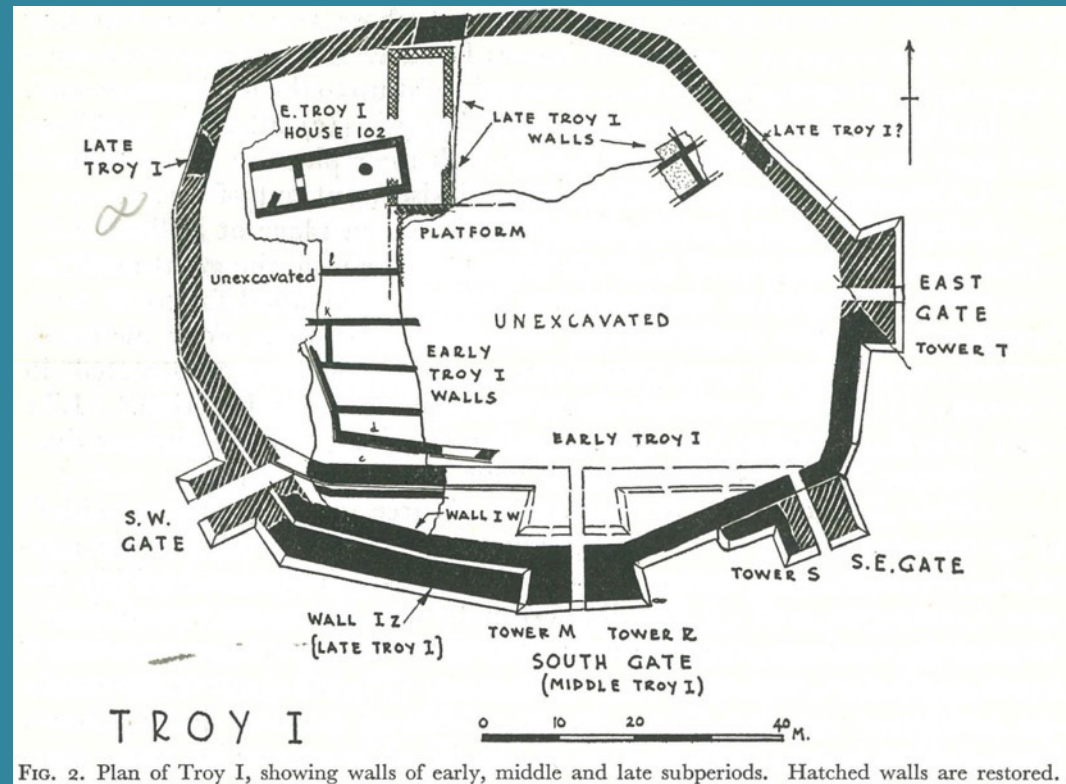 E. TROY I
HOUSE 102
LATE TROY I
WALLS
LATE TROY I?
LATE
TROY I
PLATFORM
l
unexcavated
k
UNEXCAVATED
EAST
GATE
TOWER T
EARLY
TROY I
WALLS
d
c
EARLY TROY I
S.W.
GATE
WALL I W
TOWER S
S.E. GATE
WALL I Z
(LATE TROY I)
TOWER M
TOWER R
SOUTH GATE
(MIDDLE TROY I)
TROY I
0 10 20 40 M.
FIG. 2. Plan of Troy I, showing walls of early, middle and late subperiods. Hatched walls are restored.